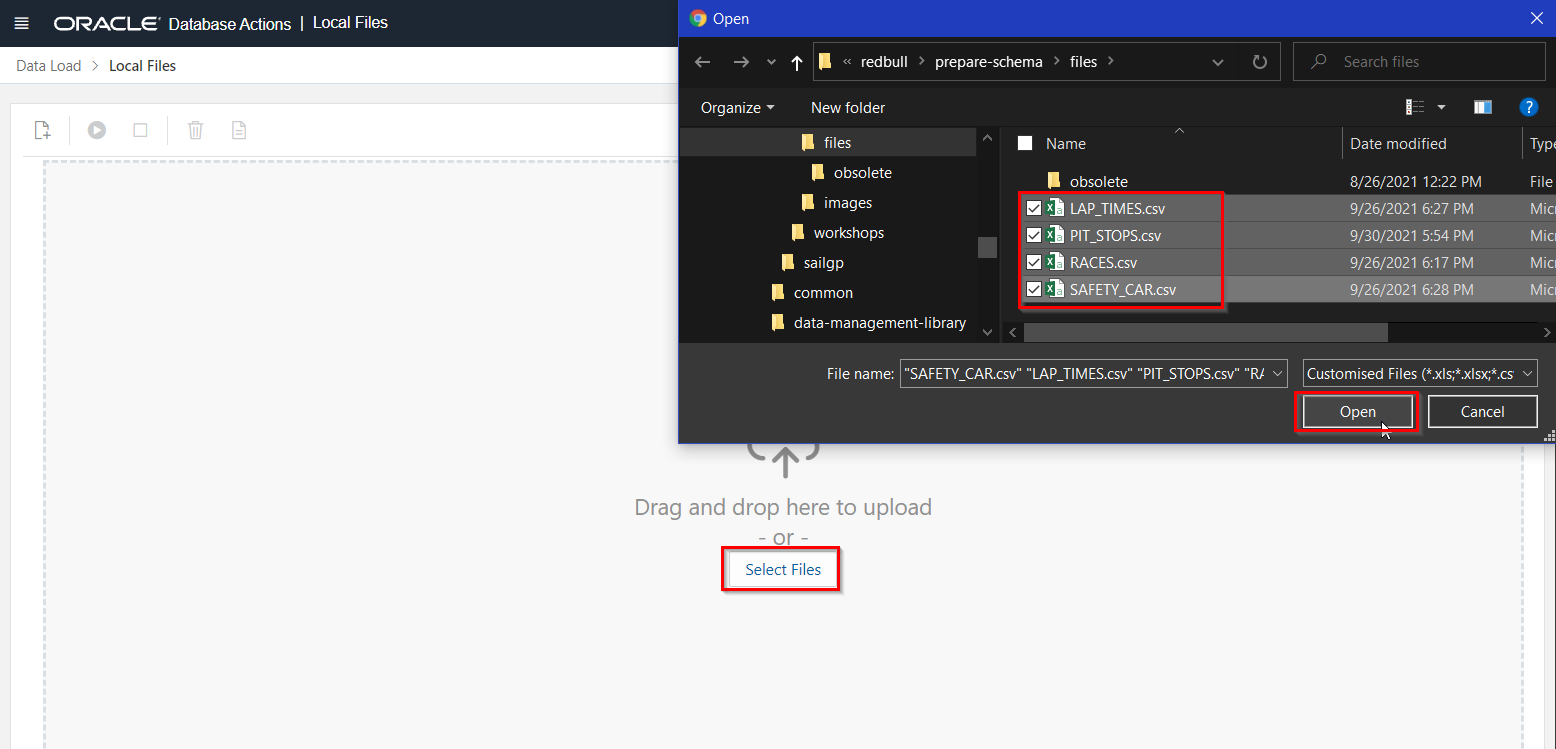 ORACLE Database Actions | Local Files
Data Load > Local Files
Drag and drop here to upload
- or -
Select Files
Open
« redbull > prepare-schema > files >
Search files
Organize
New folder
?
files
obsolete
images
workshops
sailgp
common
data-management-library
Name Date modified Type
obsolete 8/26/2021 12:22 PM File
LAP_TIMES.csv 9/26/2021 6:27 PM Micr
PIT_STOPS.csv 9/30/2021 5:54 PM Micr
RACES.csv 9/26/2021 6:17 PM Micr
SAFETY_CAR.csv 9/26/2021 6:28 PM Micr
File name: "SAFETY_CAR.csv" "LAP_TIMES.csv" "PIT_STOPS.csv" "RA
Customised Files (*.xls;*.xlsx;*.cs
Open
Cancel